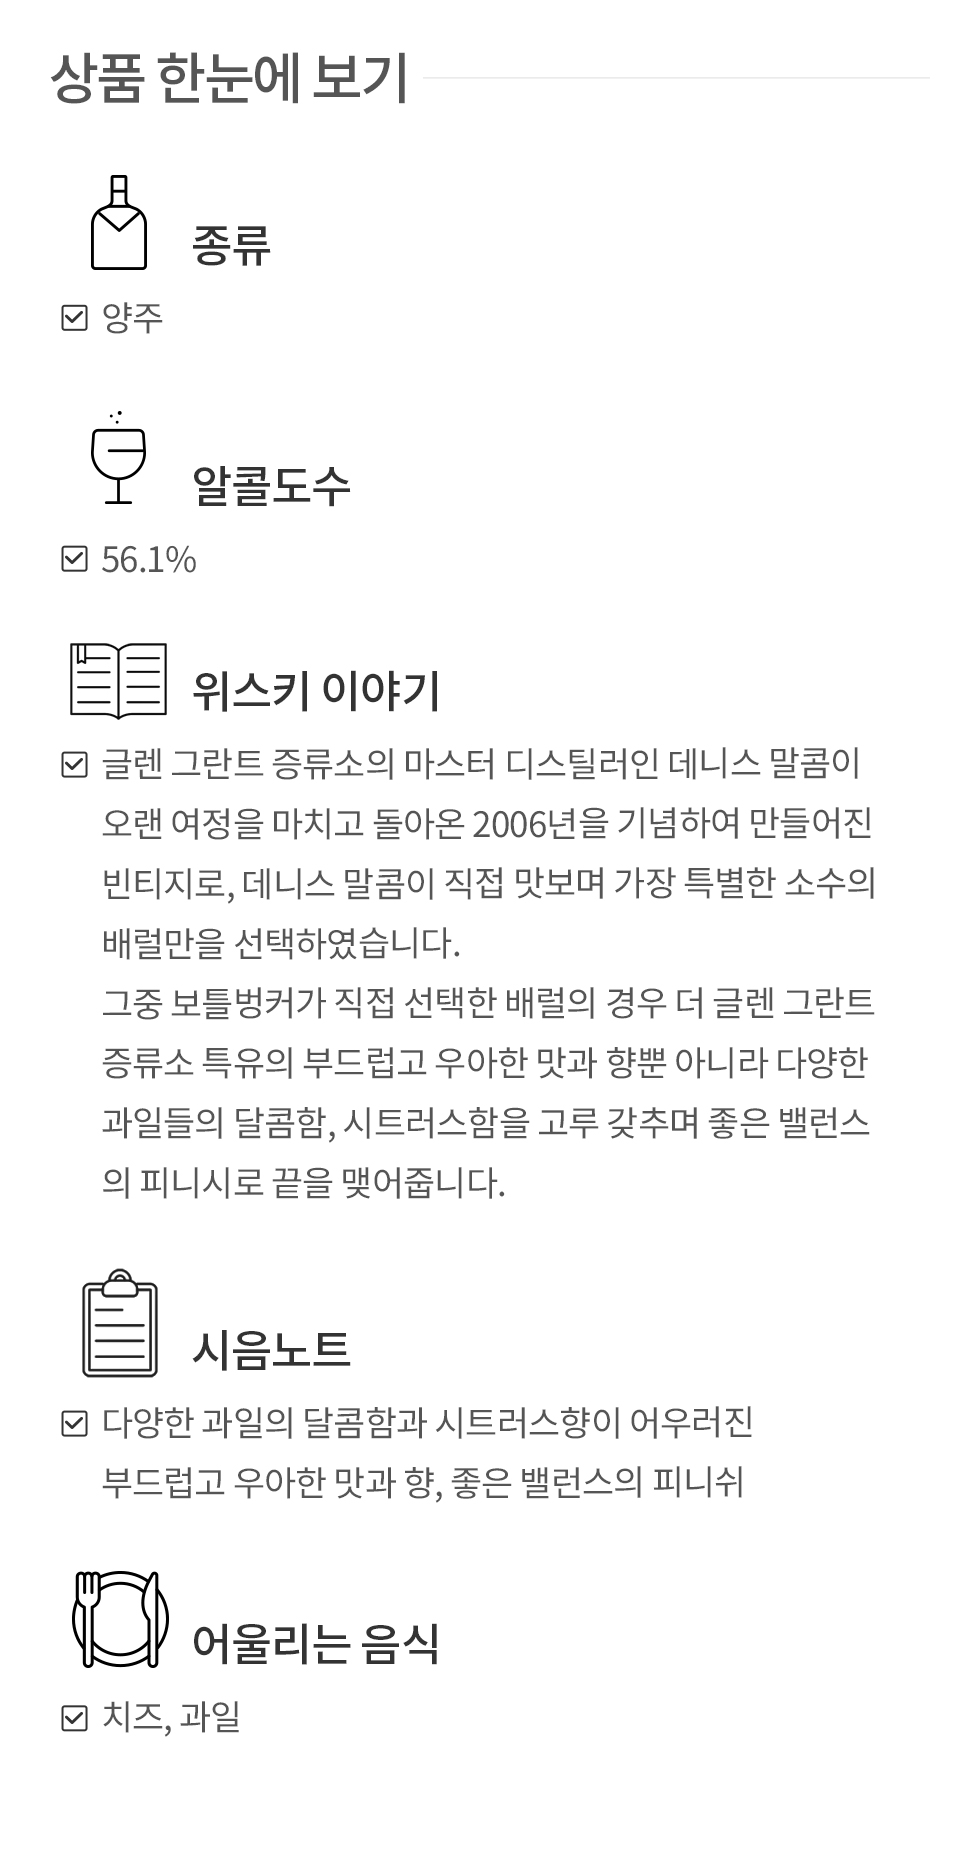 상품 한눈에 보기
종류
양주
알콜도수
56.1%
위스키 이야기
글렌 그란트 증류소의 마스터 디스틸러인 데니스 말콤이
오랜 여정을 마치고 돌아온 2006년을 기념하여 만들어진
빈티지로, 데니스 말콤이 직접 맛보며 가장 특별한 소수의
배럴만을 선택하였습니다.
그중 보틀벙커가 직접 선택한 배럴의 경우 더 글렌 그란트
증류소 특유의 부드럽고 우아한 맛과 향뿐 아니라 다양한
과일들의 달콤함, 시트러스함을 고루 갖추며 좋은 밸런스
의 피니시로 끝을 맺어줍니다.
시음노트
다양한 과일의 달콤함과 시트러스향이 어우러진
부드럽고 우아한 맛과 향, 좋은 밸런스의 피니쉬
어울리는 음식
치즈, 과일